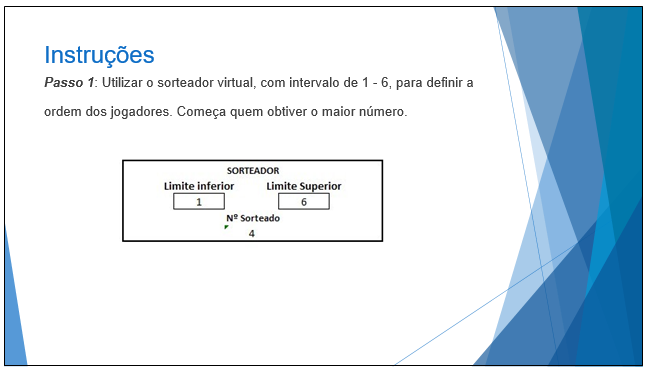 Instruções
Passo 1: Utilizar o sorteador virtual, com intervalo de 1 - 6, para definir a
ordem dos jogadores. Começa quem obtiver o maior número.
SORTEADOR
Limite inferior Limite Superior
1 6
Nº Sorteado
4